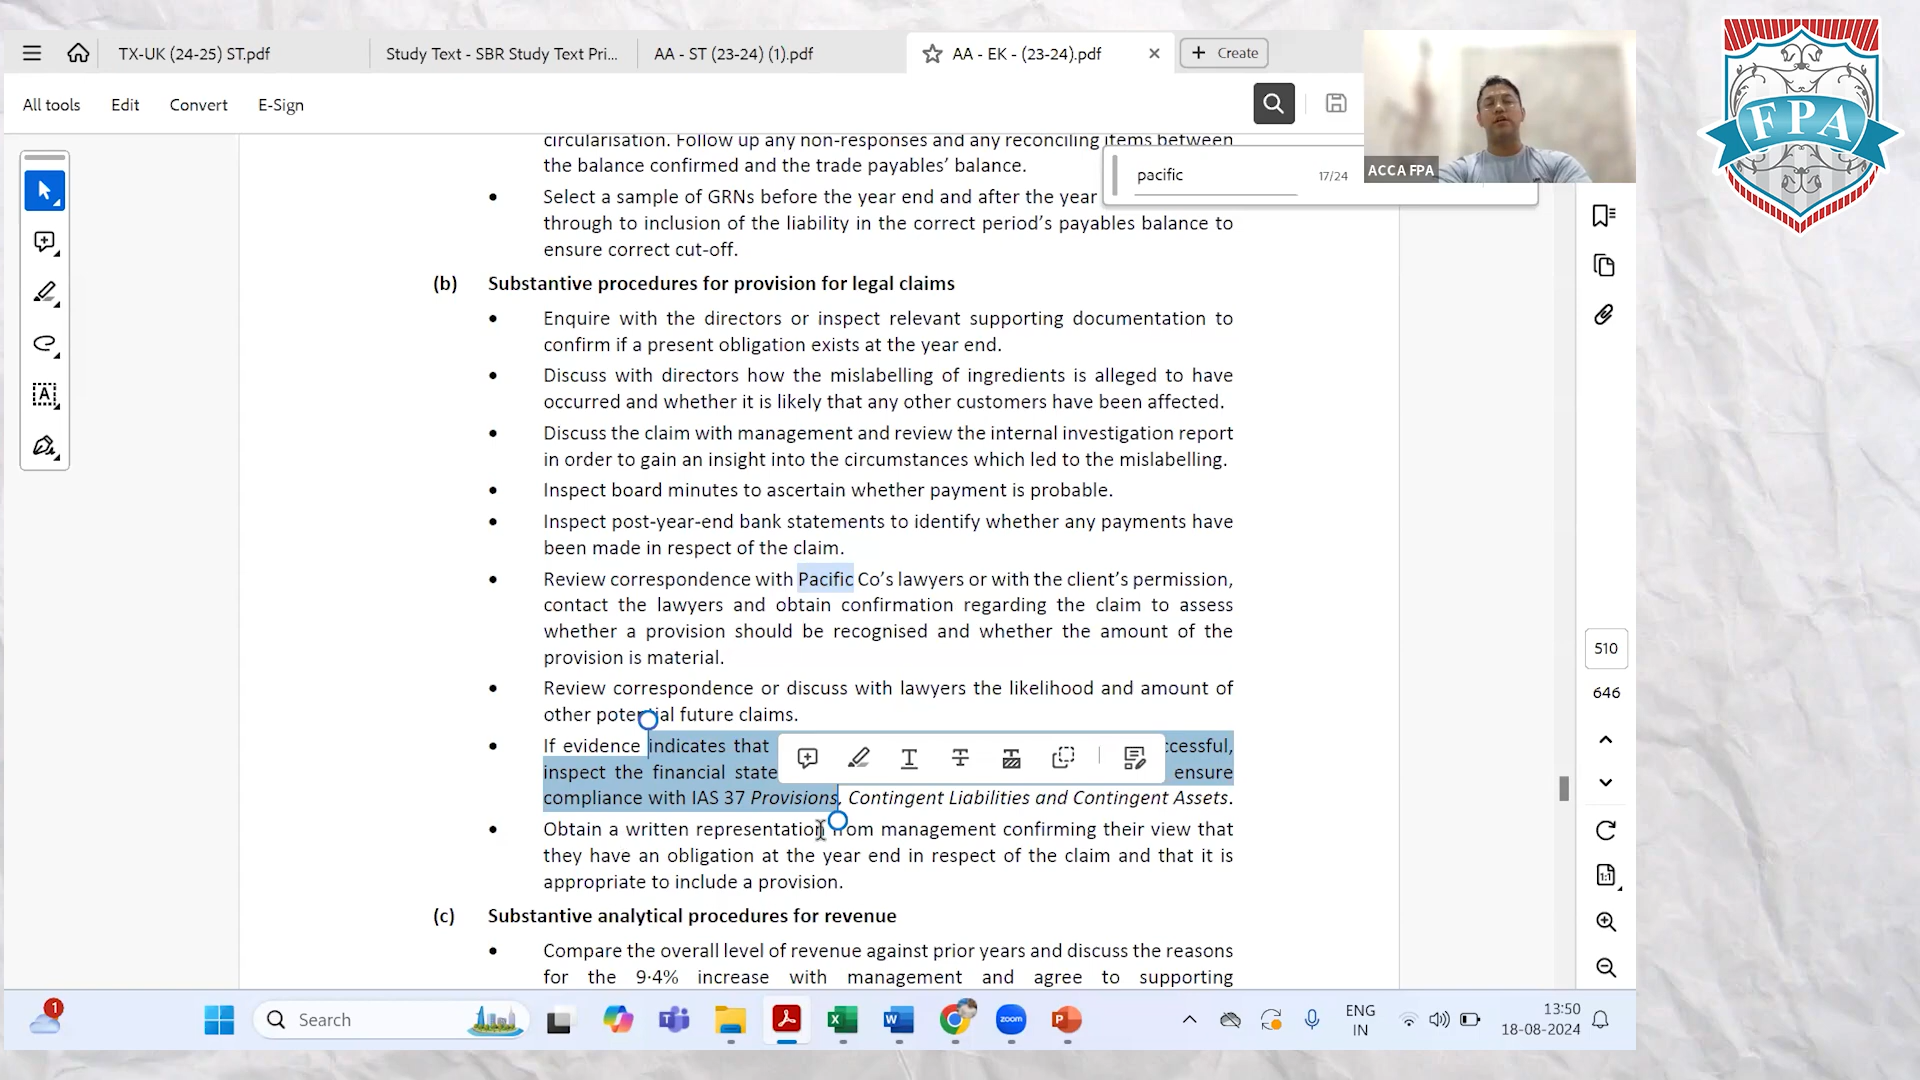 TX-UK (24-25) ST.pdf
Study Text - SBR Study Text Pri...
AA - ST (23-24) (1).pdf
AA - EK - (23-24).pdf
Create
All tools
Edit
Convert
E-Sign
pacific
17/24
ACCA FPA
FPA
circularisation. Follow up any non-responses and any reconciling items between
the balance confirmed and the trade payables' balance.
• Select a sample of GRNs before the year end and after the year
through to inclusion of the liability in the correct period's payables balance to
ensure correct cut-off.
(b) Substantive procedures for provision for legal claims
• Enquire with the directors or inspect relevant supporting documentation to
confirm if a present obligation exists at the year end.
• Discuss with directors how the mislabelling of ingredients is alleged to have
occurred and whether it is likely that any other customers have been affected.
• Discuss the claim with management and review the internal investigation report
in order to gain an insight into the circumstances which led to the mislabelling.
• Inspect board minutes to ascertain whether payment is probable.
• Inspect post-year-end bank statements to identify whether any payments have
been made in respect of the claim.
• Review correspondence with Pacific Co's lawyers or with the client's permission,
contact the lawyers and obtain confirmation regarding the claim to assess
whether a provision should be recognised and whether the amount of the
provision is material.
• Review correspondence or discuss with lawyers the likelihood and amount of
other potential future claims.
• If evidence indicates that ccessful,
inspect the financial state ensure
compliance with IAS 37 Provisions, Contingent Liabilities and Contingent Assets.
• Obtain a written representation from management confirming their view that
they have an obligation at the year end in respect of the claim and that it is
appropriate to include a provision.
(c) Substantive analytical procedures for revenue
• Compare the overall level of revenue against prior years and discuss the reasons
for the 9·4% increase with management and agree to supporting
510
646
1:1
1
Search
zoom
ENG
IN
13:50
18-08-2024